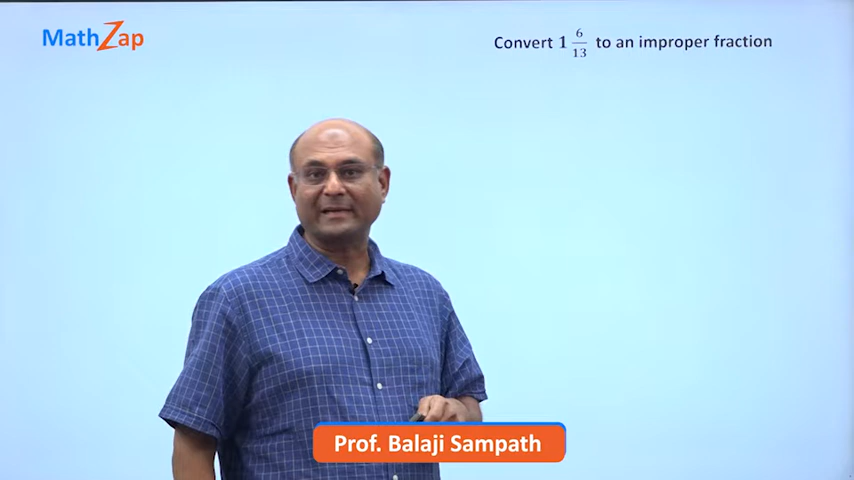 MathZap
Convert 1 6/13 to an improper fraction
Prof. Balaji Sampath